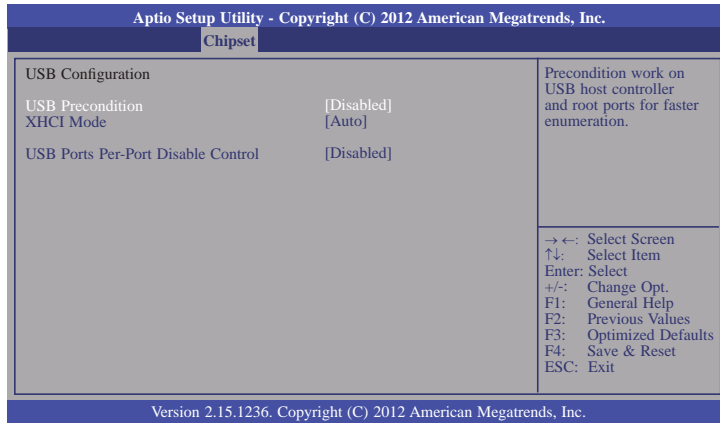 Aptio Setup Utility - Copyright (C) 2012 American Megatrends, Inc.
Chipset
USB Configuration
USB Precondition [Disabled]
XHCI Mode [Auto]
USB Ports Per-Port Disable Control [Disabled]
Precondition work on
USB host controller
and root ports for faster
enumeration.
→ ←: Select Screen
↑↓: Select Item
Enter: Select
+/-: Change Opt.
F1: General Help
F2: Previous Values
F3: Optimized Defaults
F4: Save & Reset
ESC: Exit
Version 2.15.1236. Copyright (C) 2012 American Megatrends, Inc.